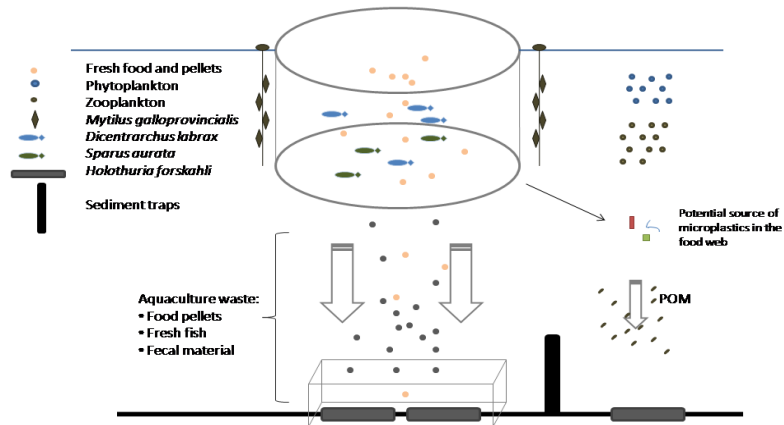 Fresh food and pellets
Phytoplankton
Zooplankton
Mytilus galloprovincialis
Dicentrarchus labrax
Sparus aurata
Holothuria forskahli
Sediment traps
Potential source of
microplastics in the
food web
Aquaculture waste:
• Food pellets
• Fresh fish
• Fecal material
POM